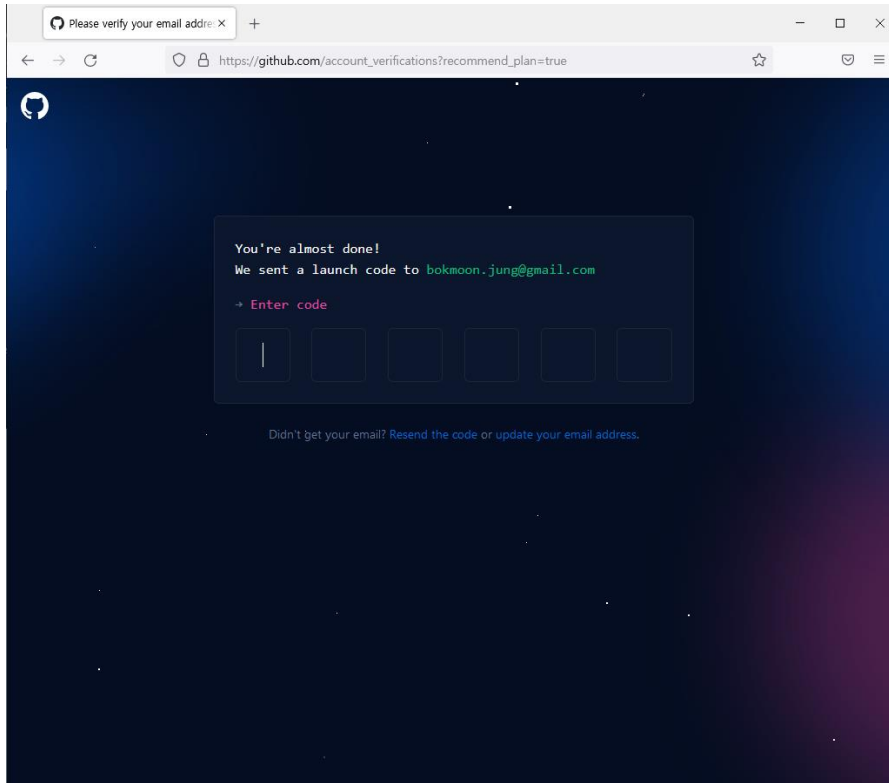 Please verify your email addre
https://github.com/account_verifications?recommend_plan=true
You're almost done!
We sent a launch code to bokmoon.jung@gmail.com
→ Enter code
Didn't get your email? Resend the code or update your email address.